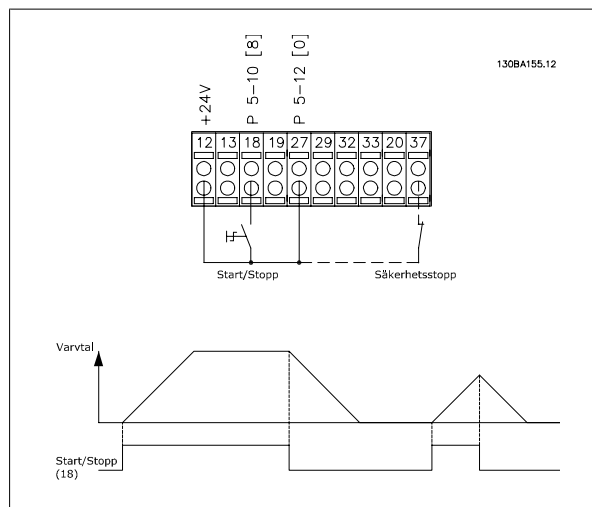 130BA155.12
+24V
P 5-10 [8]
P 5-12 [0]
12 13 18 19 27 29 32 33 20 37
Start/Stopp
Säkerhetsstopp
Varvtal
Start/Stopp
(18)